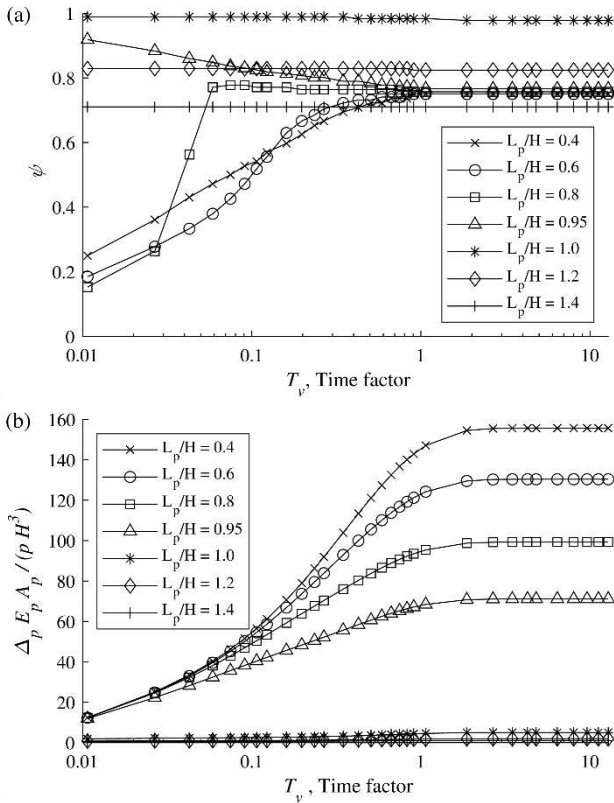 (a)
1
0.8
0.6
0.4
0.2
0
ψ
L_p/H = 0.4
L_p/H = 0.6
L_p/H = 0.8
L_p/H = 0.95
L_p/H = 1.0
L_p/H = 1.2
L_p/H = 1.4
0.01 0.1 1 10
T_v, Time factor
(b)
160
140
120
100
80
60
40
20
0
Δ_p E_p A_p / (p H^3)
L_p/H = 0.4
L_p/H = 0.6
L_p/H = 0.8
L_p/H = 0.95
L_p/H = 1.0
L_p/H = 1.2
L_p/H = 1.4
0.01 0.1 1 10
T_v, Time factor